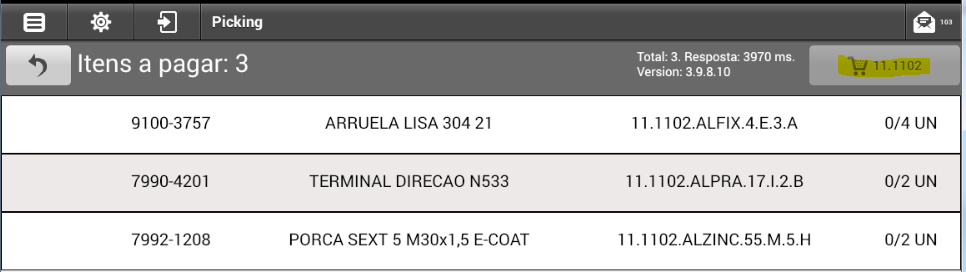 Picking
103
Itens a pagar: 3
Total: 3. Resposta: 3970 ms.
Version: 3.9.8.10
11.1102
9100-3757 ARRUELA LISA 304 21 11.1102.ALFIX.4.E.3.A 0/4 UN
7990-4201 TERMINAL DIRECAO N533 11.1102.ALPRA.17.I.2.B 0/2 UN
7992-1208 PORCA SEXT 5 M30x1,5 E-COAT 11.1102.ALZINC.55.M.5.H 0/2 UN